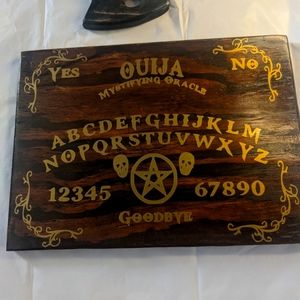 Yes OUIJA No
Mystifying Oracle
ABCDEFGHIJKLM
NOPQRSTUVWXYZ
12345 67890
Goodbye